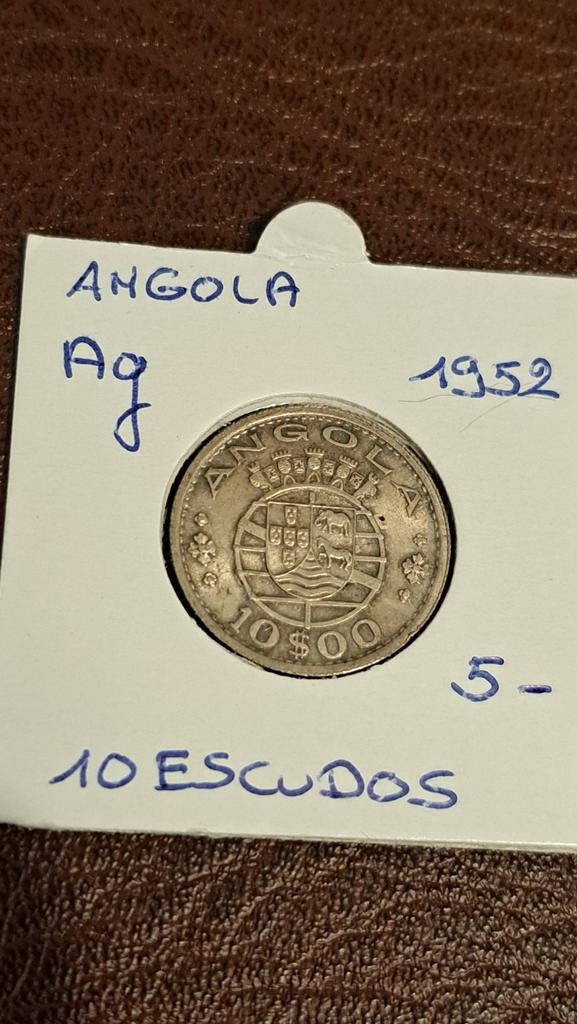 ANGOLA
Ag
1952
ANGOLA
10$00
5-
10 ESCUDOS